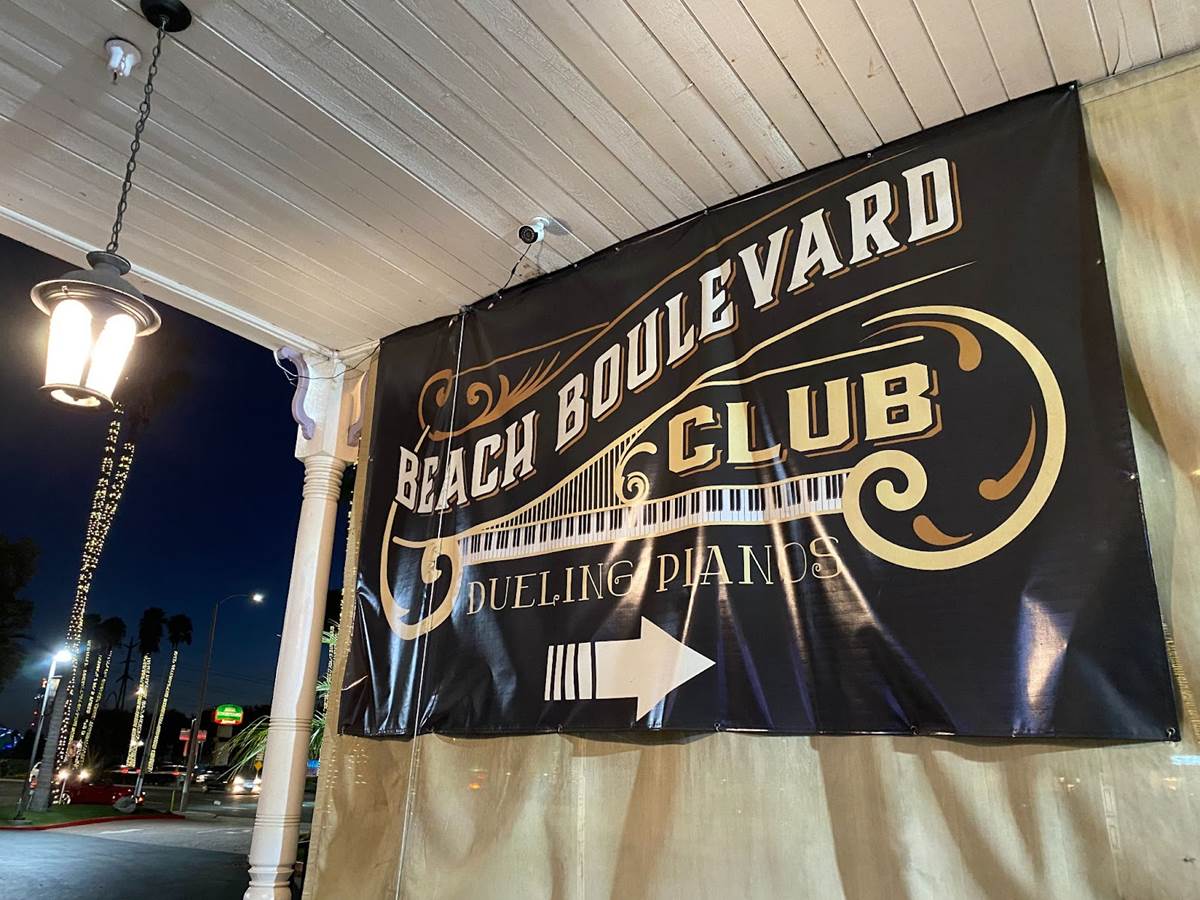 BEACH BOULEVARD
CLUB
DUELING PIANOS